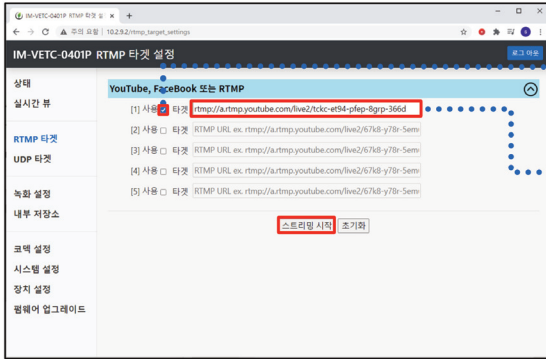 IM-VETC-0401P RTMP 타겟 설
주의 요함 | 10.2.9.2/rtmp_target_settings
IM-VETC-0401P RTMP 타겟 설정
로그 아웃
상태
실시간 뷰
RTMP 타겟
UDP 타겟
녹화 설정
내부 저장소
코덱 설정
시스템 설정
장치 설정
펌웨어 업그레이드
YouTube, FaceBook 또는 RTMP
[1] 사용 타겟 rtmp://a.rtmp.youtube.com/live2/tckc-et94-pfep-8grp-366d
[2] 사용 타겟 RTMP URL ex. rtmp://a.rtmp.youtube.com/live2/67k8-y78r-5em
[3] 사용 타겟 RTMP URL ex. rtmp://a.rtmp.youtube.com/live2/67k8-y78r-5em
[4] 사용 타겟 RTMP URL ex. rtmp://a.rtmp.youtube.com/live2/67k8-y78r-5em
[5] 사용 타겟 RTMP URL ex. rtmp://a.rtmp.youtube.com/live2/67k8-y78r-5em
스트리밍 시작 초기화